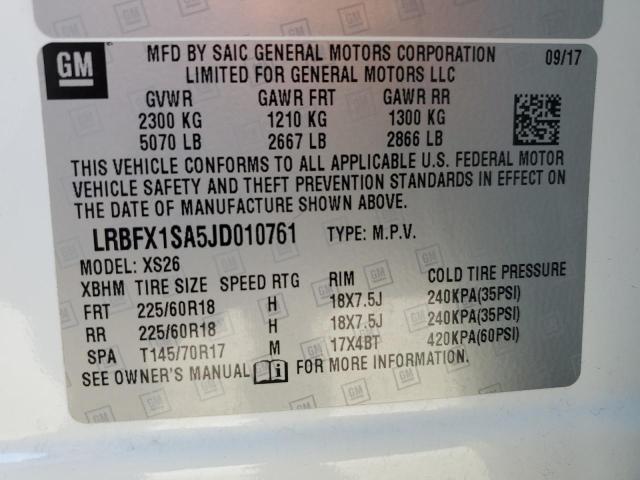 GM
MFD BY SAIC GENERAL MOTORS CORPORATION 09/17
LIMITED FOR GENERAL MOTORS LLC
GVWR GAWR FRT GAWR RR
2300 KG 1210 KG 1300 KG
5070 LB 2667 LB 2866 LB
THIS VEHICLE CONFORMS TO ALL APPLICABLE U.S. FEDERAL MOTOR
VEHICLE SAFETY AND THEFT PREVENTION STANDARDS IN EFFECT ON
THE DATE OF MANUFACTURE SHOWN ABOVE.
LRBFX1SA5JD010761 TYPE: M.P.V.
MODEL: XS26
XBHM TIRE SIZE SPEED RTG RIM COLD TIRE PRESSURE
FRT 225/60R18 H 18X7.5J 240KPA(35PSI)
RR 225/60R18 H 18X7.5J 240KPA(35PSI)
SPA T145/70R17 M 17X4BT 420KPA(60PSI)
SEE OWNER'S MANUAL i FOR MORE INFORMATION.